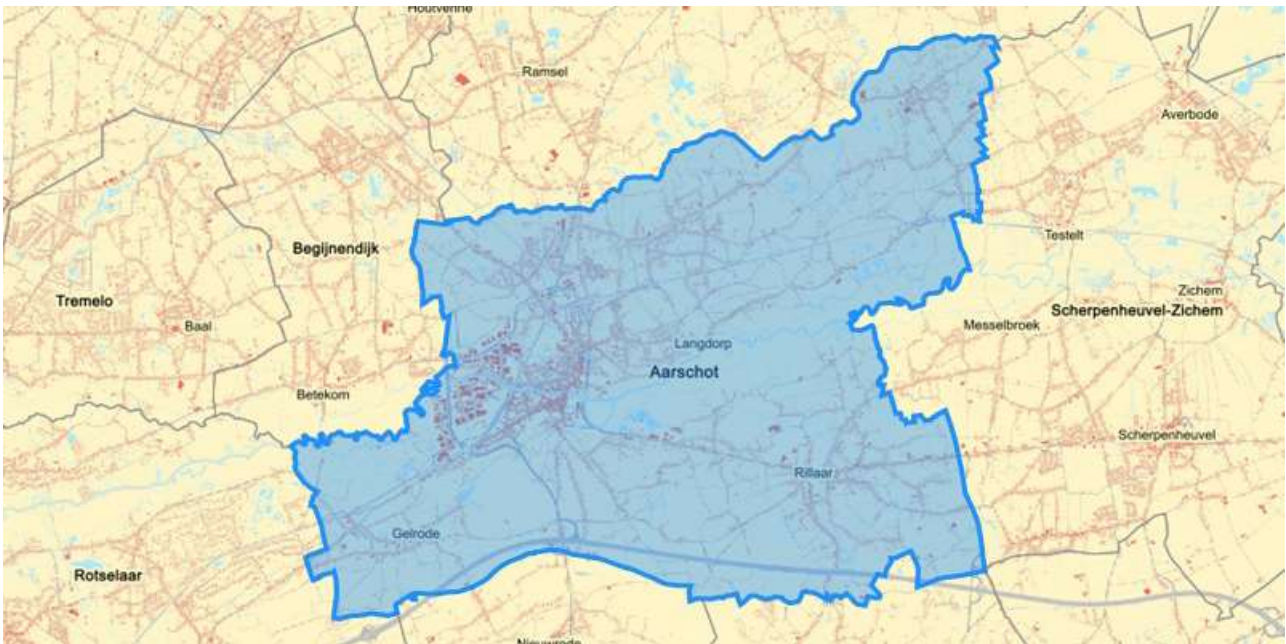 Houtvenne
Ramsel
Averbode
Testelt
Begijnendijk
Zichem
Tremelo
Scherpenheuvel-Zichem
Baal
Messelbroek
Langdorp
Aarschot
Betekom
Scherpenheuvel
Rillaar
Gelrode
Rotselaar
Nieuwrode